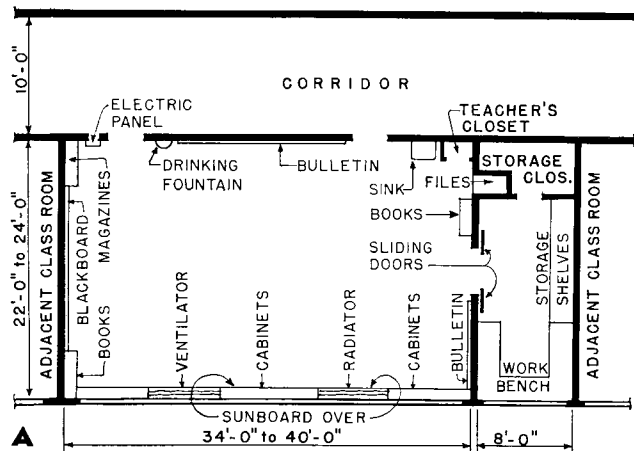 10'-0"
CORRIDOR
ELECTRIC
PANEL
TEACHER'S
CLOSET
DRINKING
FOUNTAIN
BULLETIN
SINK
STORAGE
CLOS.
FILES
BOOKS
SLIDING
DOORS
22'-0" to 24'-0"
ADJACENT CLASS ROOM
BLACKBOARD
MAGAZINES
BOOKS
VENTILATOR
CABINETS
RADIATOR
CABINETS
BULLETIN
STORAGE
SHELVES
WORK
BENCH
ADJACENT CLASS ROOM
SUNBOARD OVER
A
34'-0" to 40'-0"
8'-0"